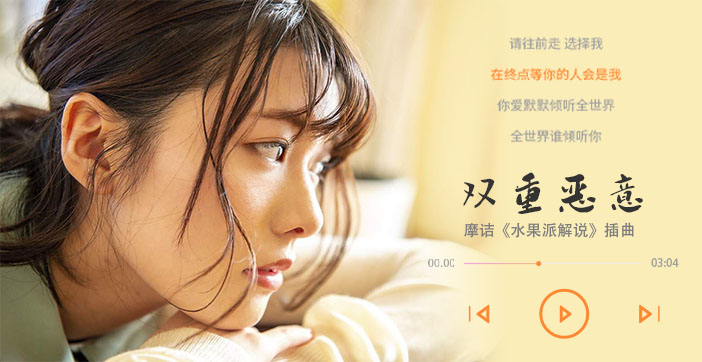 请往前走 选择我
在终点等你的人会是我
你爱默默倾听全世界
全世界谁倾听你
双重恶意
摩诘《水果派解说》插曲
00.00
03:04